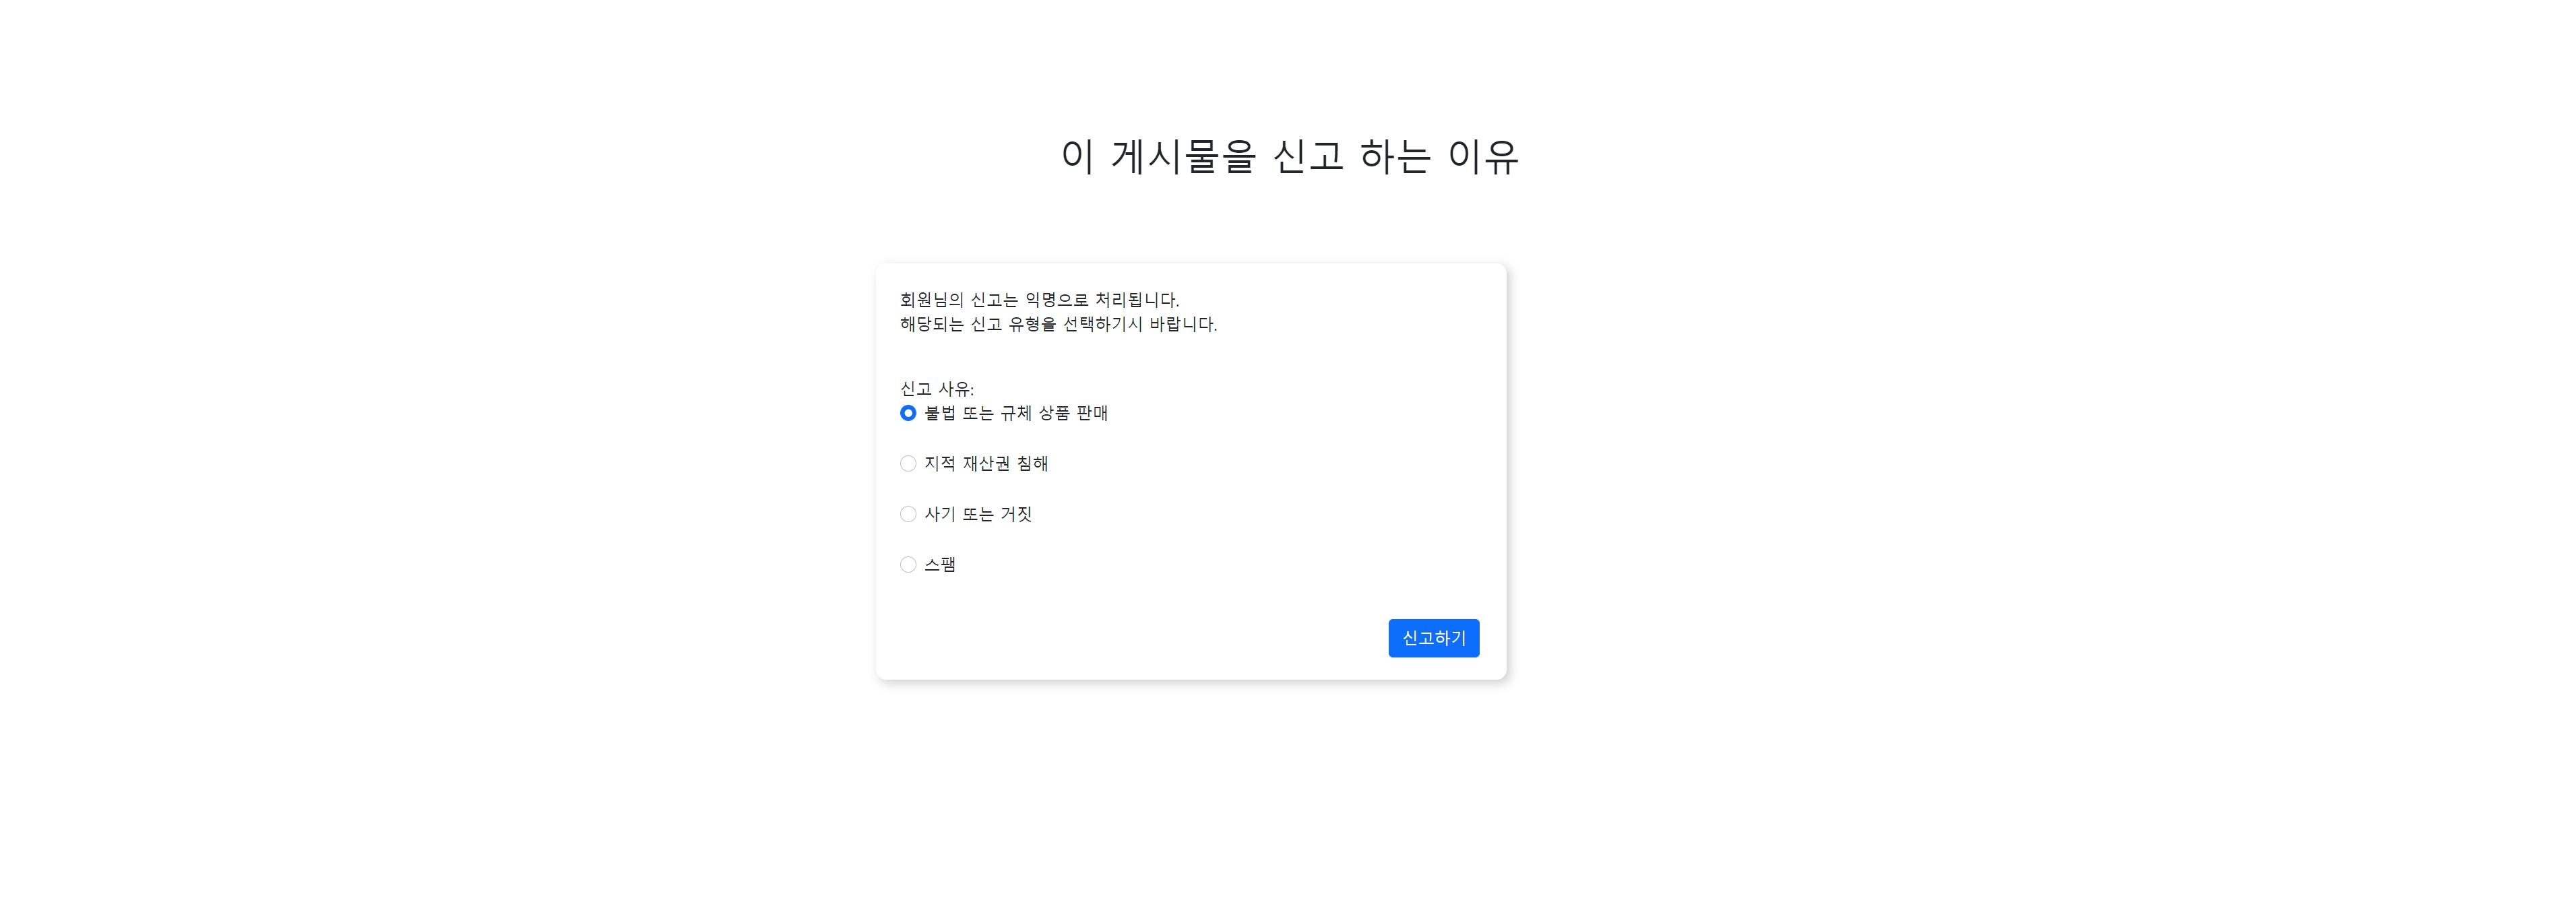 이 게시물을 신고 하는 이유
회원님의 신고는 익명으로 처리됩니다.
해당되는 신고 유형을 선택하기시 바랍니다.
신고 사유:
불법 또는 규체 상품 판매
지적 재산권 침해
사기 또는 거짓
스팸
신고하기